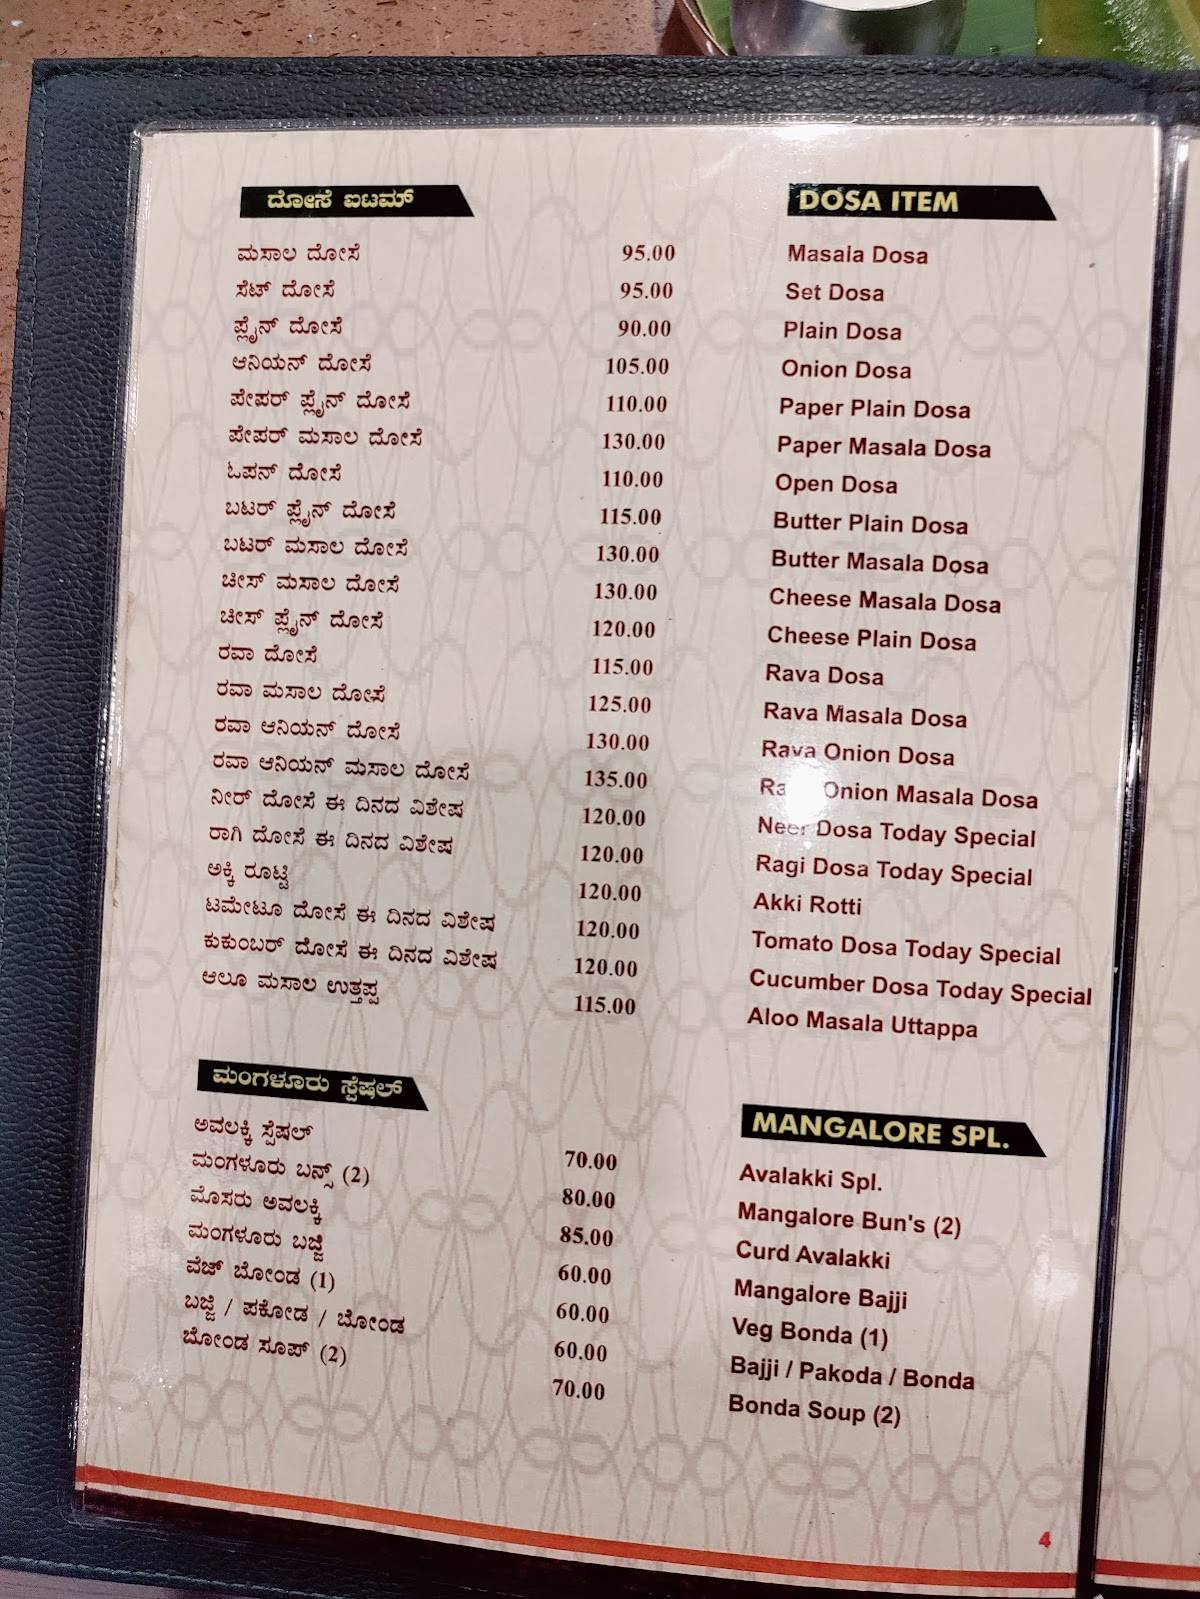 ದೋಸೆ ಐಟಮ್ DOSA ITEM
ಮಸಾಲ ದೋಸೆ 95.00 Masala Dosa
ಸೆಟ್ ದೋಸೆ 95.00 Set Dosa
ಪ್ಲೈನ್ ದೋಸೆ 90.00 Plain Dosa
ಆನಿಯನ್ ದೋಸೆ 105.00 Onion Dosa
ಪೇಪರ್ ಪ್ಲೈನ್ ದೋಸೆ 110.00 Paper Plain Dosa
ಪೇಪರ್ ಮಸಾಲ ದೋಸೆ 130.00 Paper Masala Dosa
ಓಪನ್ ದೋಸೆ 110.00 Open Dosa
ಬಟರ್ ಪ್ಲೈನ್ ದೋಸೆ 115.00 Butter Plain Dosa
ಬಟರ್ ಮಸಾಲ ದೋಸೆ 130.00 Butter Masala Dosa
ಚೀಸ್ ಮಸಾಲ ದೋಸೆ 130.00 Cheese Masala Dosa
ಚೀಸ್ ಪ್ಲೈನ್ ದೋಸೆ 120.00 Cheese Plain Dosa
ರವಾ ದೋಸೆ 115.00 Rava Dosa
ರವಾ ಮಸಾಲ ದೋಸೆ 125.00 Rava Masala Dosa
ರವಾ ಆನಿಯನ್ ದೋಸೆ 130.00 Rava Onion Dosa
ರವಾ ಆನಿಯನ್ ಮಸಾಲ ದೋಸೆ 135.00 Onion Masala Dosa
ನೀರ್ ದೋಸೆ ಈ ದಿನದ ವಿಶೇಷ 120.00 Neer Dosa Today Special
ರಾಗಿ ದೋಸೆ ಈ ದಿನದ ವಿಶೇಷ 120.00 Ragi Dosa Today Special
ಅಕ್ಕಿ ರೂಟ್ಟಿ 120.00 Akki Rotti
ಟಮೇಟೂ ದೋಸೆ ಈ ದಿನದ ವಿಶೇಷ 120.00 Tomato Dosa Today Special
ಕುಕುಂಬರ್ ದೋಸೆ ಈ ದಿನದ ವಿಶೇಷ 120.00 Cucumber Dosa Today Special
ಆಲೂ ಮಸಾಲ ಉತ್ತಪ್ಪ 115.00 Aloo Masala Uttappa
ಮಂಗಳೂರು ಸ್ಪೆಷಲ್ MANGALORE SPL.
ಅವಲಕ್ಕಿ ಸ್ಪೆಷಲ್ 70.00 Avalakki Spl.
ಮಂಗಳೂರು ಬನ್ಸ್ (2) 80.00 Mangalore Bun's (2)
ಮೊಸರು ಅವಲಕ್ಕಿ 85.00 Curd Avalakki
ಮಂಗಳೂರು ಬಜ್ಜಿ 60.00 Mangalore Bajji
ವೆಜ್ ಬೋಂಡ (1) 60.00 Veg Bonda (1)
ಬಜ್ಜಿ / ಪಕೋಡ / ಬೋಂಡ 60.00 Bajji / Pakoda / Bonda
ಬೋಂಡ ಸೂಪ್ (2) 70.00 Bonda Soup (2)
4